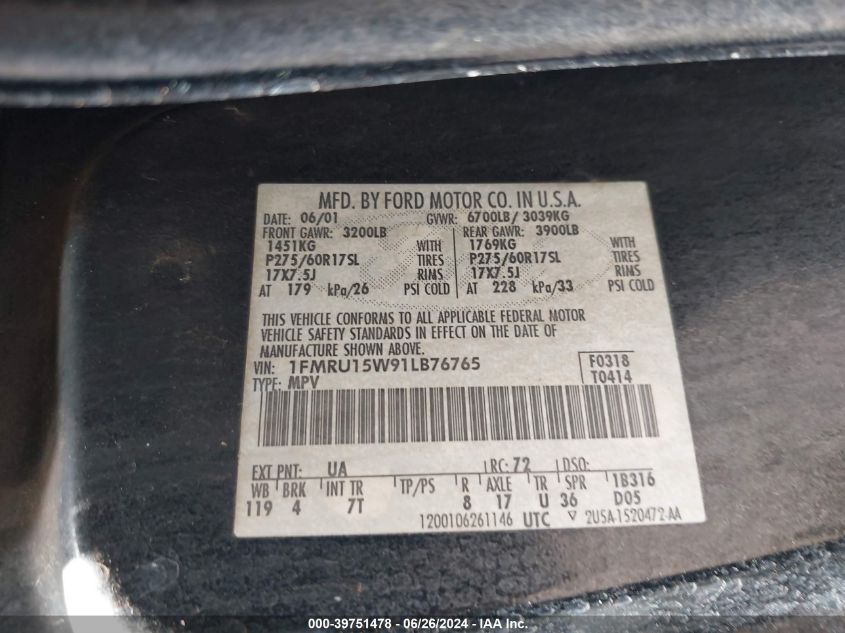 MFD. BY FORD MOTOR CO. IN U.S.A.
DATE: 06/01 GVWR: 6700LB/ 3039KG
FRONT GAWR: 3200LB REAR GAWR: 3900LB
1451KG WITH 1769KG WITH
P275/60R17SL TIRES P275/60R17SL TIRES
17X7.5J RIMS 17X7.5J RIMS
AT 179 kPa/26 PSI COLD AT 228 kPa/33 PSI COLD
THIS VEHICLE CONFORMS TO ALL APPLICABLE FEDERAL MOTOR
VEHICLE SAFETY STANDARDS IN EFFECT ON THE DATE OF
MANUFACTURE SHOWN ABOVE.
VIN: 1FMRU15W91LB76765 F0318
TYPE: MPV T0414
EXT PNT: UA RC: 72 DSO:
WB BRK INT TR TP/PS R AXLE TR SPR 1B316
119 4 7T 8 17 U 36 D05
1200106261146 UTC ▽ 2U5A-1520472-AA
000-39751478 - 06/26/2024 - IAA Inc.